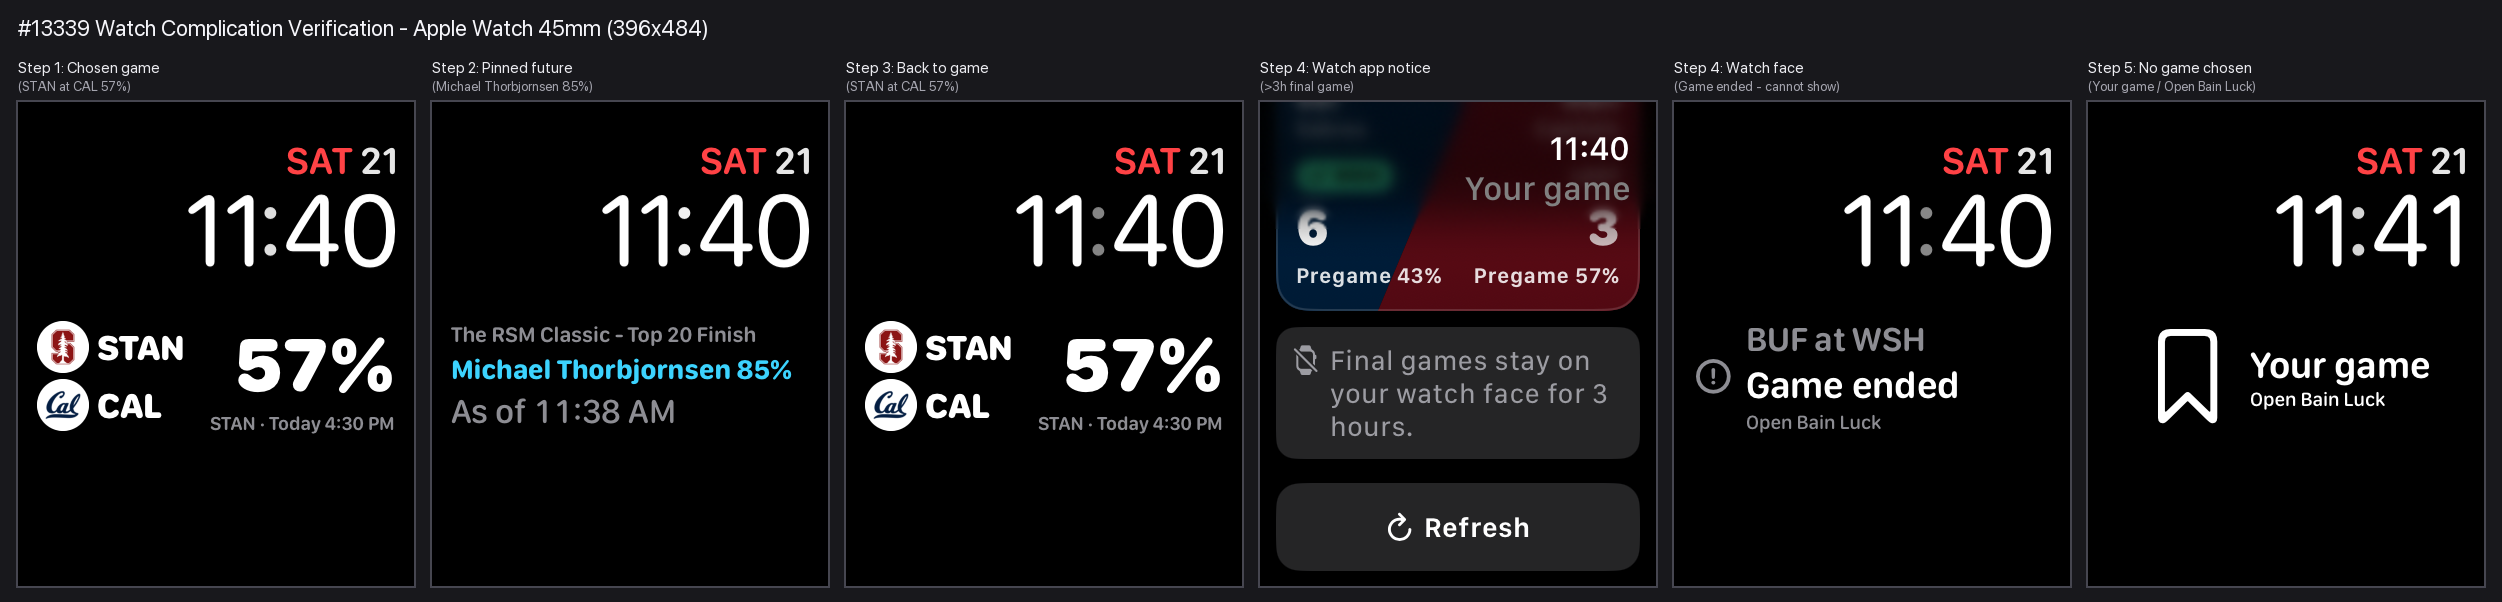 #13339 Watch Complication Verification - Apple Watch 45mm (396x484)
Step 1: Chosen game
(STAN at CAL 57%)
SAT 21
11:40
STAN
CAL
57%
STAN · Today 4:30 PM
Step 2: Pinned future
(Michael Thorbjornsen 85%)
SAT 21
11:40
The RSM Classic - Top 20 Finish
Michael Thorbjornsen 85%
As of 11:38 AM
Step 3: Back to game
(STAN at CAL 57%)
SAT 21
11:40
STAN
CAL
57%
STAN · Today 4:30 PM
Step 4: Watch app notice
(>3h final game)
11:40
Your game
6 3
Pregame 43% Pregame 57%
Final games stay on
your watch face for 3
hours.
Refresh
Step 4: Watch face
(Game ended - cannot show)
SAT 21
11:40
BUF at WSH
Game ended
Open Bain Luck
Step 5: No game chosen
(Your game / Open Bain Luck)
SAT 21
11:41
Your game
Open Bain Luck